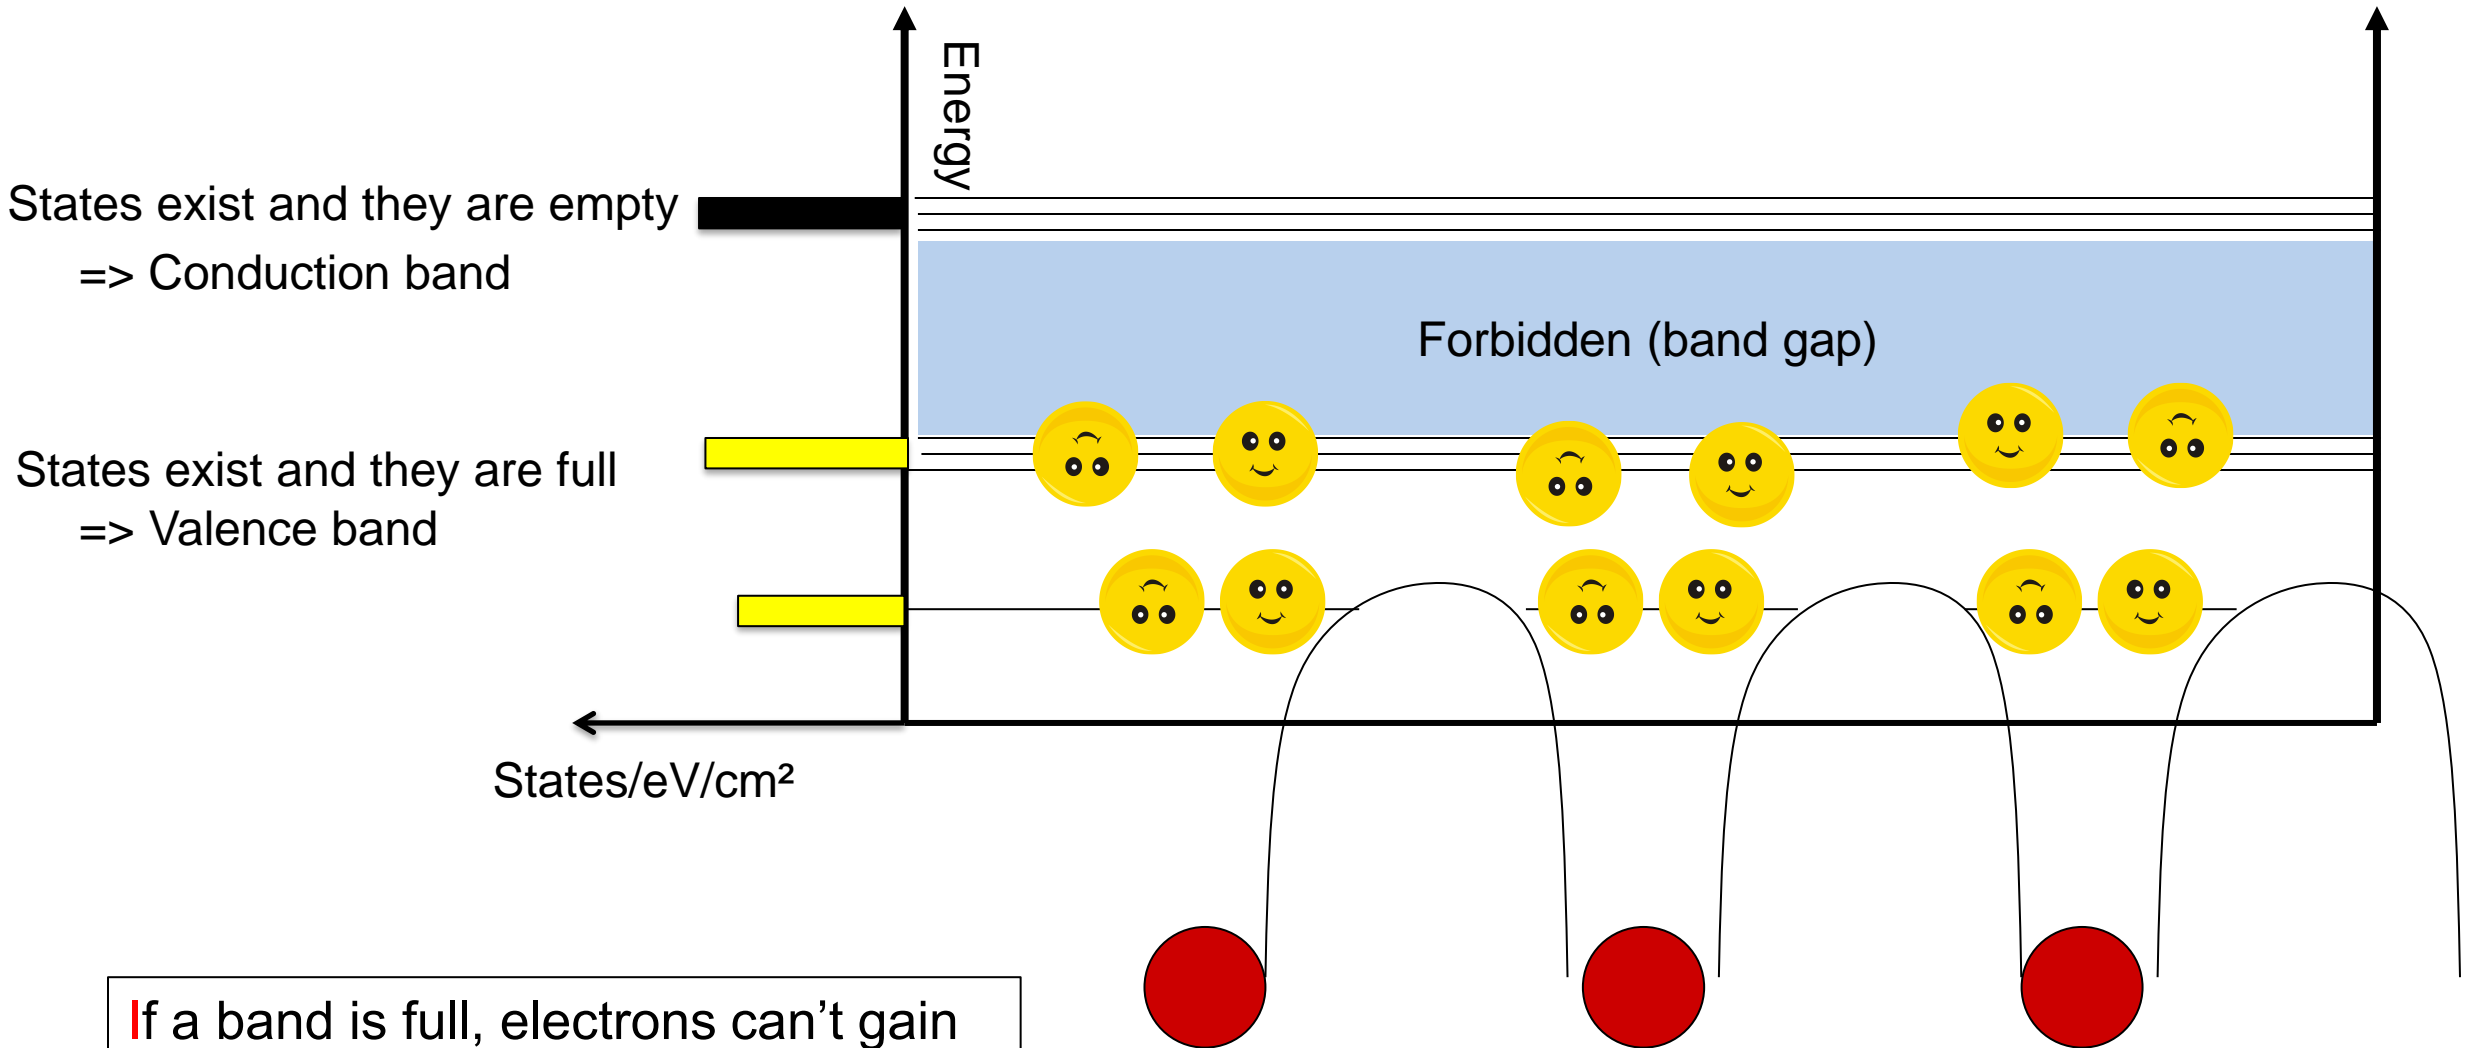 Energy
States exist and they are empty
=> Conduction band
Forbidden (band gap)
States exist and they are full
=> Valence band
States/eV/cm²
If a band is full, electrons can’t gain